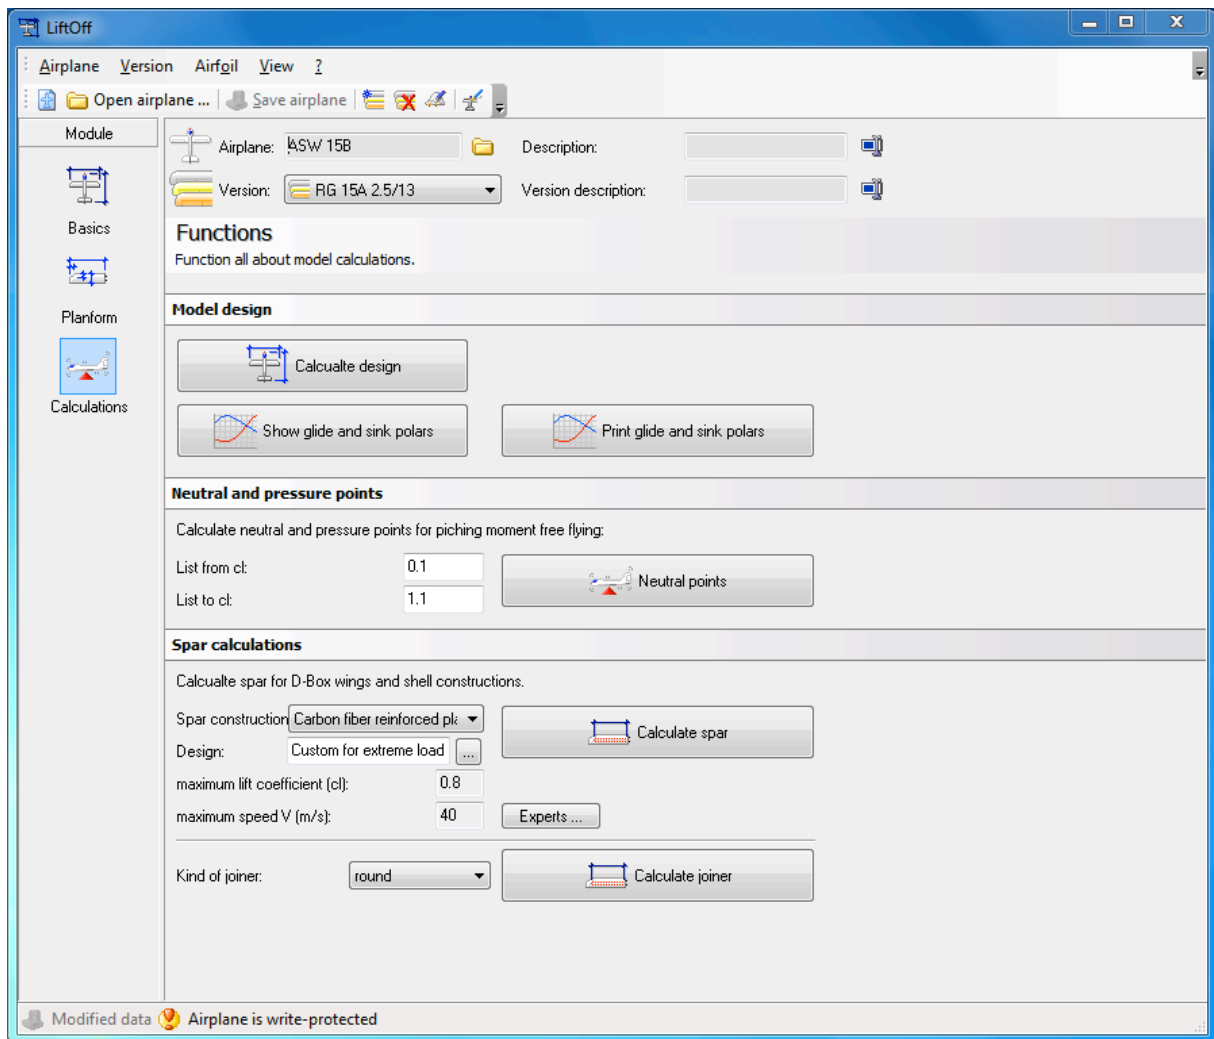 LiftOff
Airplane Version Airfoil View ?
Open airplane ... Save airplane
Module
Basics
Planform
Calculations
Airplane: ASW 15B Description:
Version: RG 15A 2.5/13 Version description:
Functions
Function all about model calculations.
Model design
Calcualte design
Show glide and sink polars Print glide and sink polars
Neutral and pressure points
Calculate neutral and pressure points for piching moment free flying:
List from cl: 0.1
Neutral points
List to cl: 1.1
Spar calculations
Calcualte spar for D-Box wings and shell constructions.
Spar construction Carbon fiber reinforced pla
Calculate spar
Design: Custom for extreme load ...
maximum lift coefficient (cl): 0.8
maximum speed V (m/s): 40 Experts ...
Kind of joiner: round Calculate joiner
Modified data Airplane is write-protected